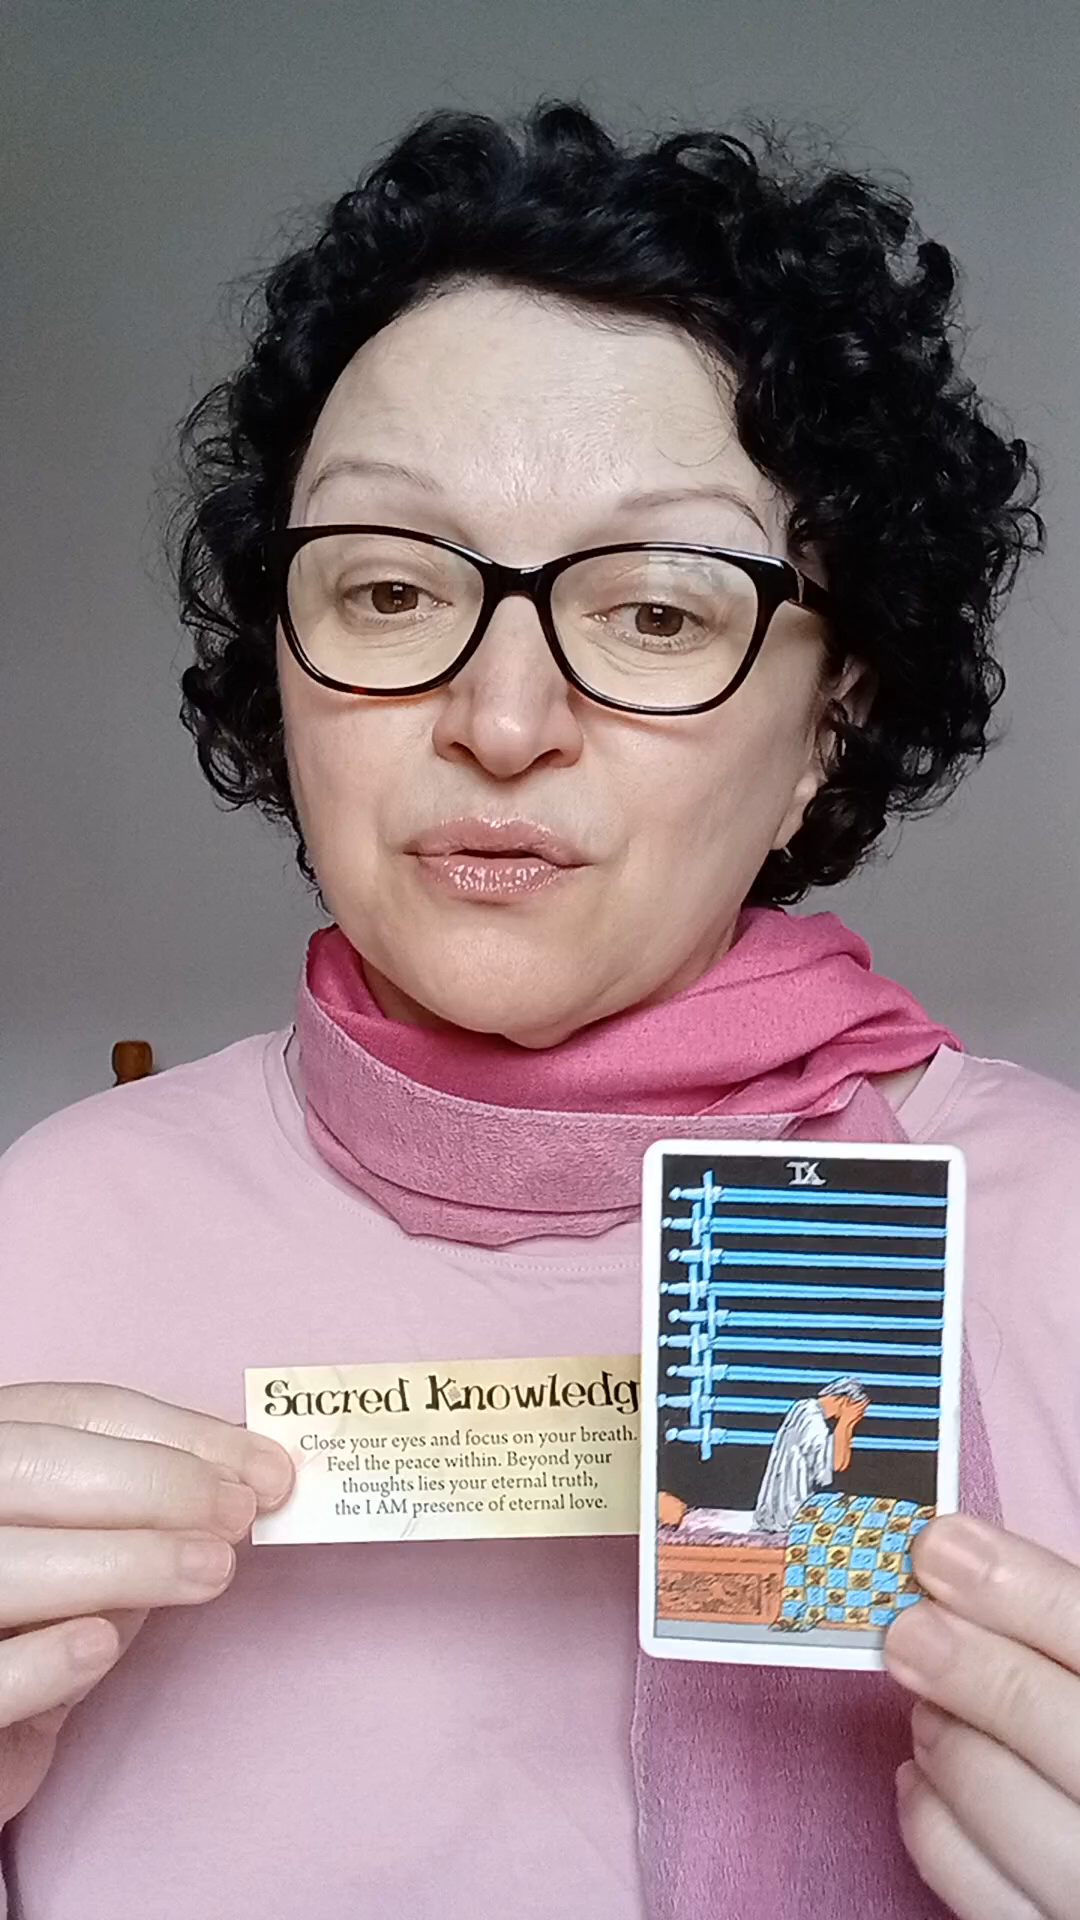 IX
Sacred Knowledg
Close your eyes and focus on your breath.
Feel the peace within. Beyond your
thoughts lies your eternal truth,
the I AM presence of eternal love.